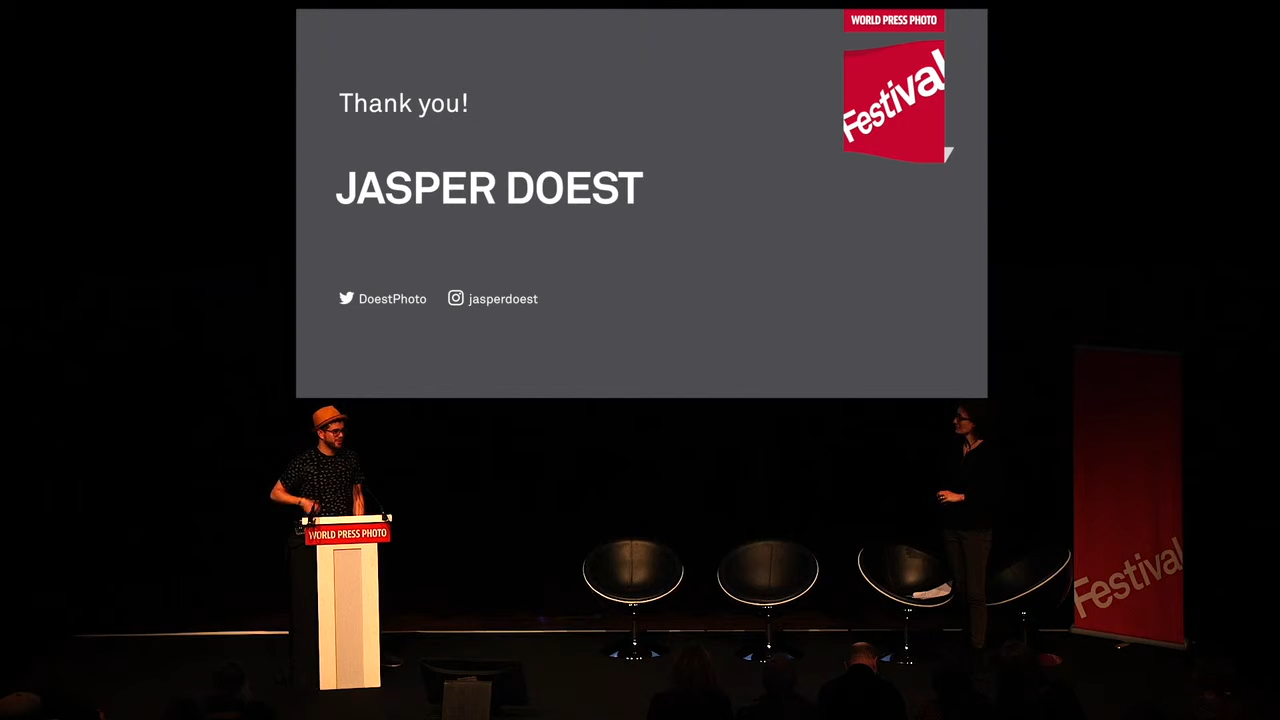 WORLD PRESS PHOTO
Festival
Thank you!
JASPER DOEST
DoestPhoto jasperdoest
WORLD PRESS PHOTO
Festival